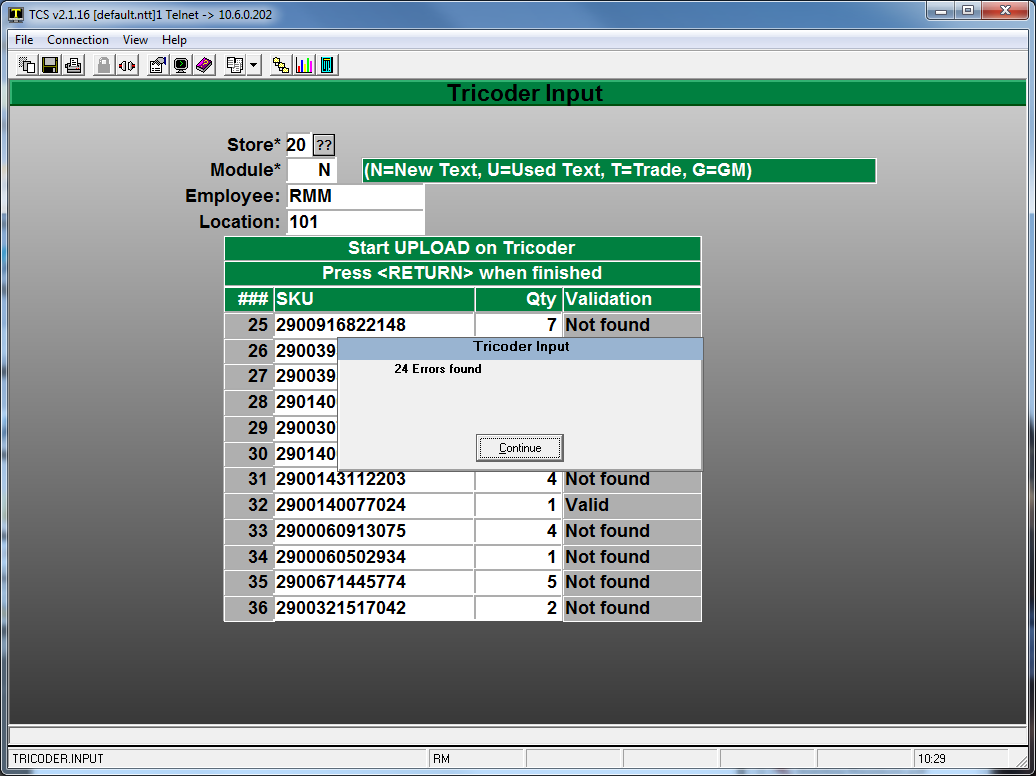 TCS v2.1.16 [default.ntt]1 Telnet -> 10.6.0.202
File Connection View Help
Tricoder Input
Store* 20 ??
Module* N (N=New Text, U=Used Text, T=Trade, G=GM)
Employee: RMM
Location: 101
Start UPLOAD on Tricoder
Press <RETURN> when finished
### SKU Qty Validation
25 2900916822148 7 Not found
26 290039
27 290039
28 290140
29 290030
30 290140
Tricoder Input
24 Errors found
Continue
31 2900143112203 4 Not found
32 2900140077024 1 Valid
33 2900060913075 4 Not found
34 2900060502934 1 Not found
35 2900671445774 5 Not found
36 2900321517042 2 Not found
TRICODER.INPUT RM 10:29